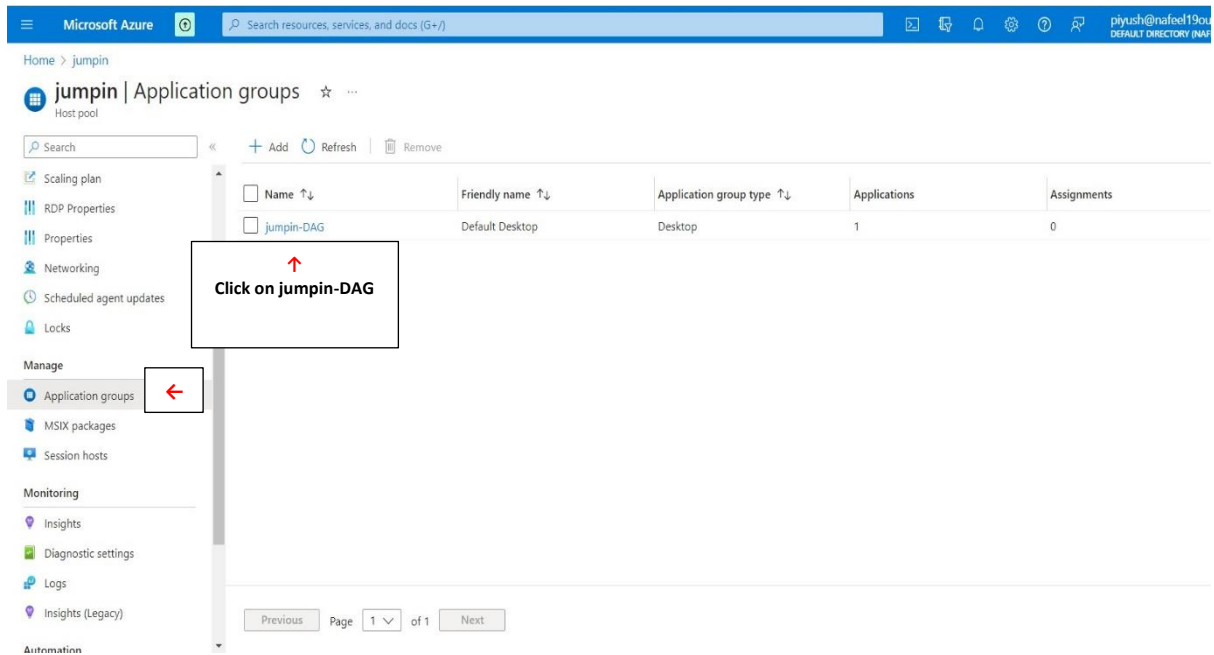 Microsoft Azure
Search resources, services, and docs (G+/)
piyush@nafeel19ou
DEFAULT DIRECTORY (NAF
Home > jumpin
jumpin | Application groups
Host pool
Search
+ Add Refresh Remove
Scaling plan
RDP Properties
Properties
Networking
Scheduled agent updates
Locks
Manage
Application groups
MSIX packages
Session hosts
Monitoring
Insights
Diagnostic settings
Logs
Insights (Legacy)
Automation
Name ↑↓ Friendly name ↑↓ Application group type ↑↓ Applications Assignments
jumpin-DAG Default Desktop Desktop 1 0
Click on jumpin-DAG
Previous Page 1 of 1 Next